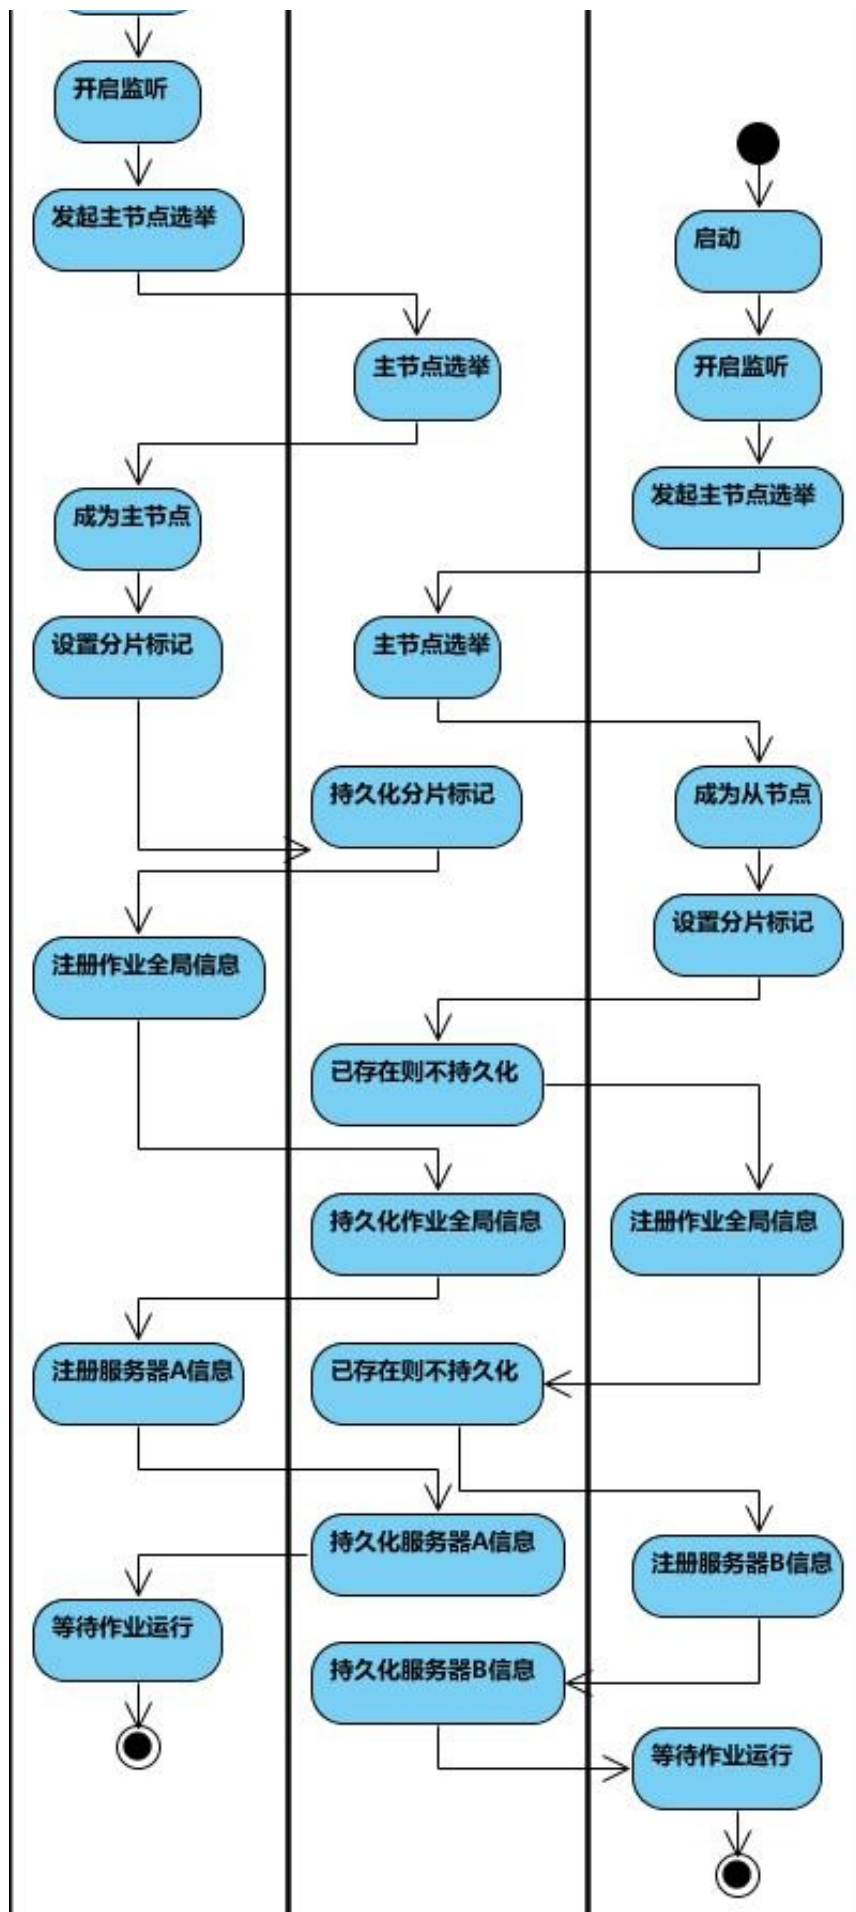 开启监听
发起主节点选举
启动
主节点选举
开启监听
成为主节点
发起主节点选举
设置分片标记
主节点选举
持久化分片标记
成为从节点
注册作业全局信息
设置分片标记
已存在则不持久化
持久化作业全局信息
注册作业全局信息
注册服务器A信息
已存在则不持久化
持久化服务器A信息
注册服务器B信息
等待作业运行
持久化服务器B信息
等待作业运行